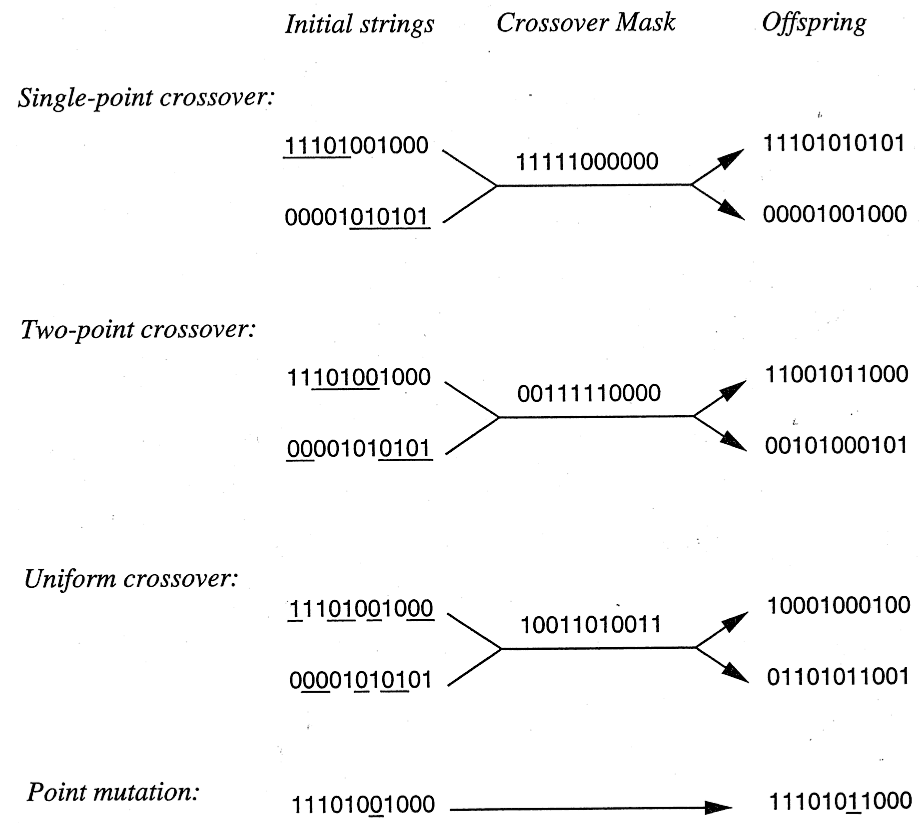 Initial strings Crossover Mask Offspring
Single-point crossover:
11101001000 11111000000 11101010101
00001010101 00001001000
Two-point crossover:
11101001000 00111110000 11001011000
00001010101 00101000101
Uniform crossover:
11101001000 10011010011 10001000100
00001010101 01101011001
Point mutation: 11101001000 11101011000